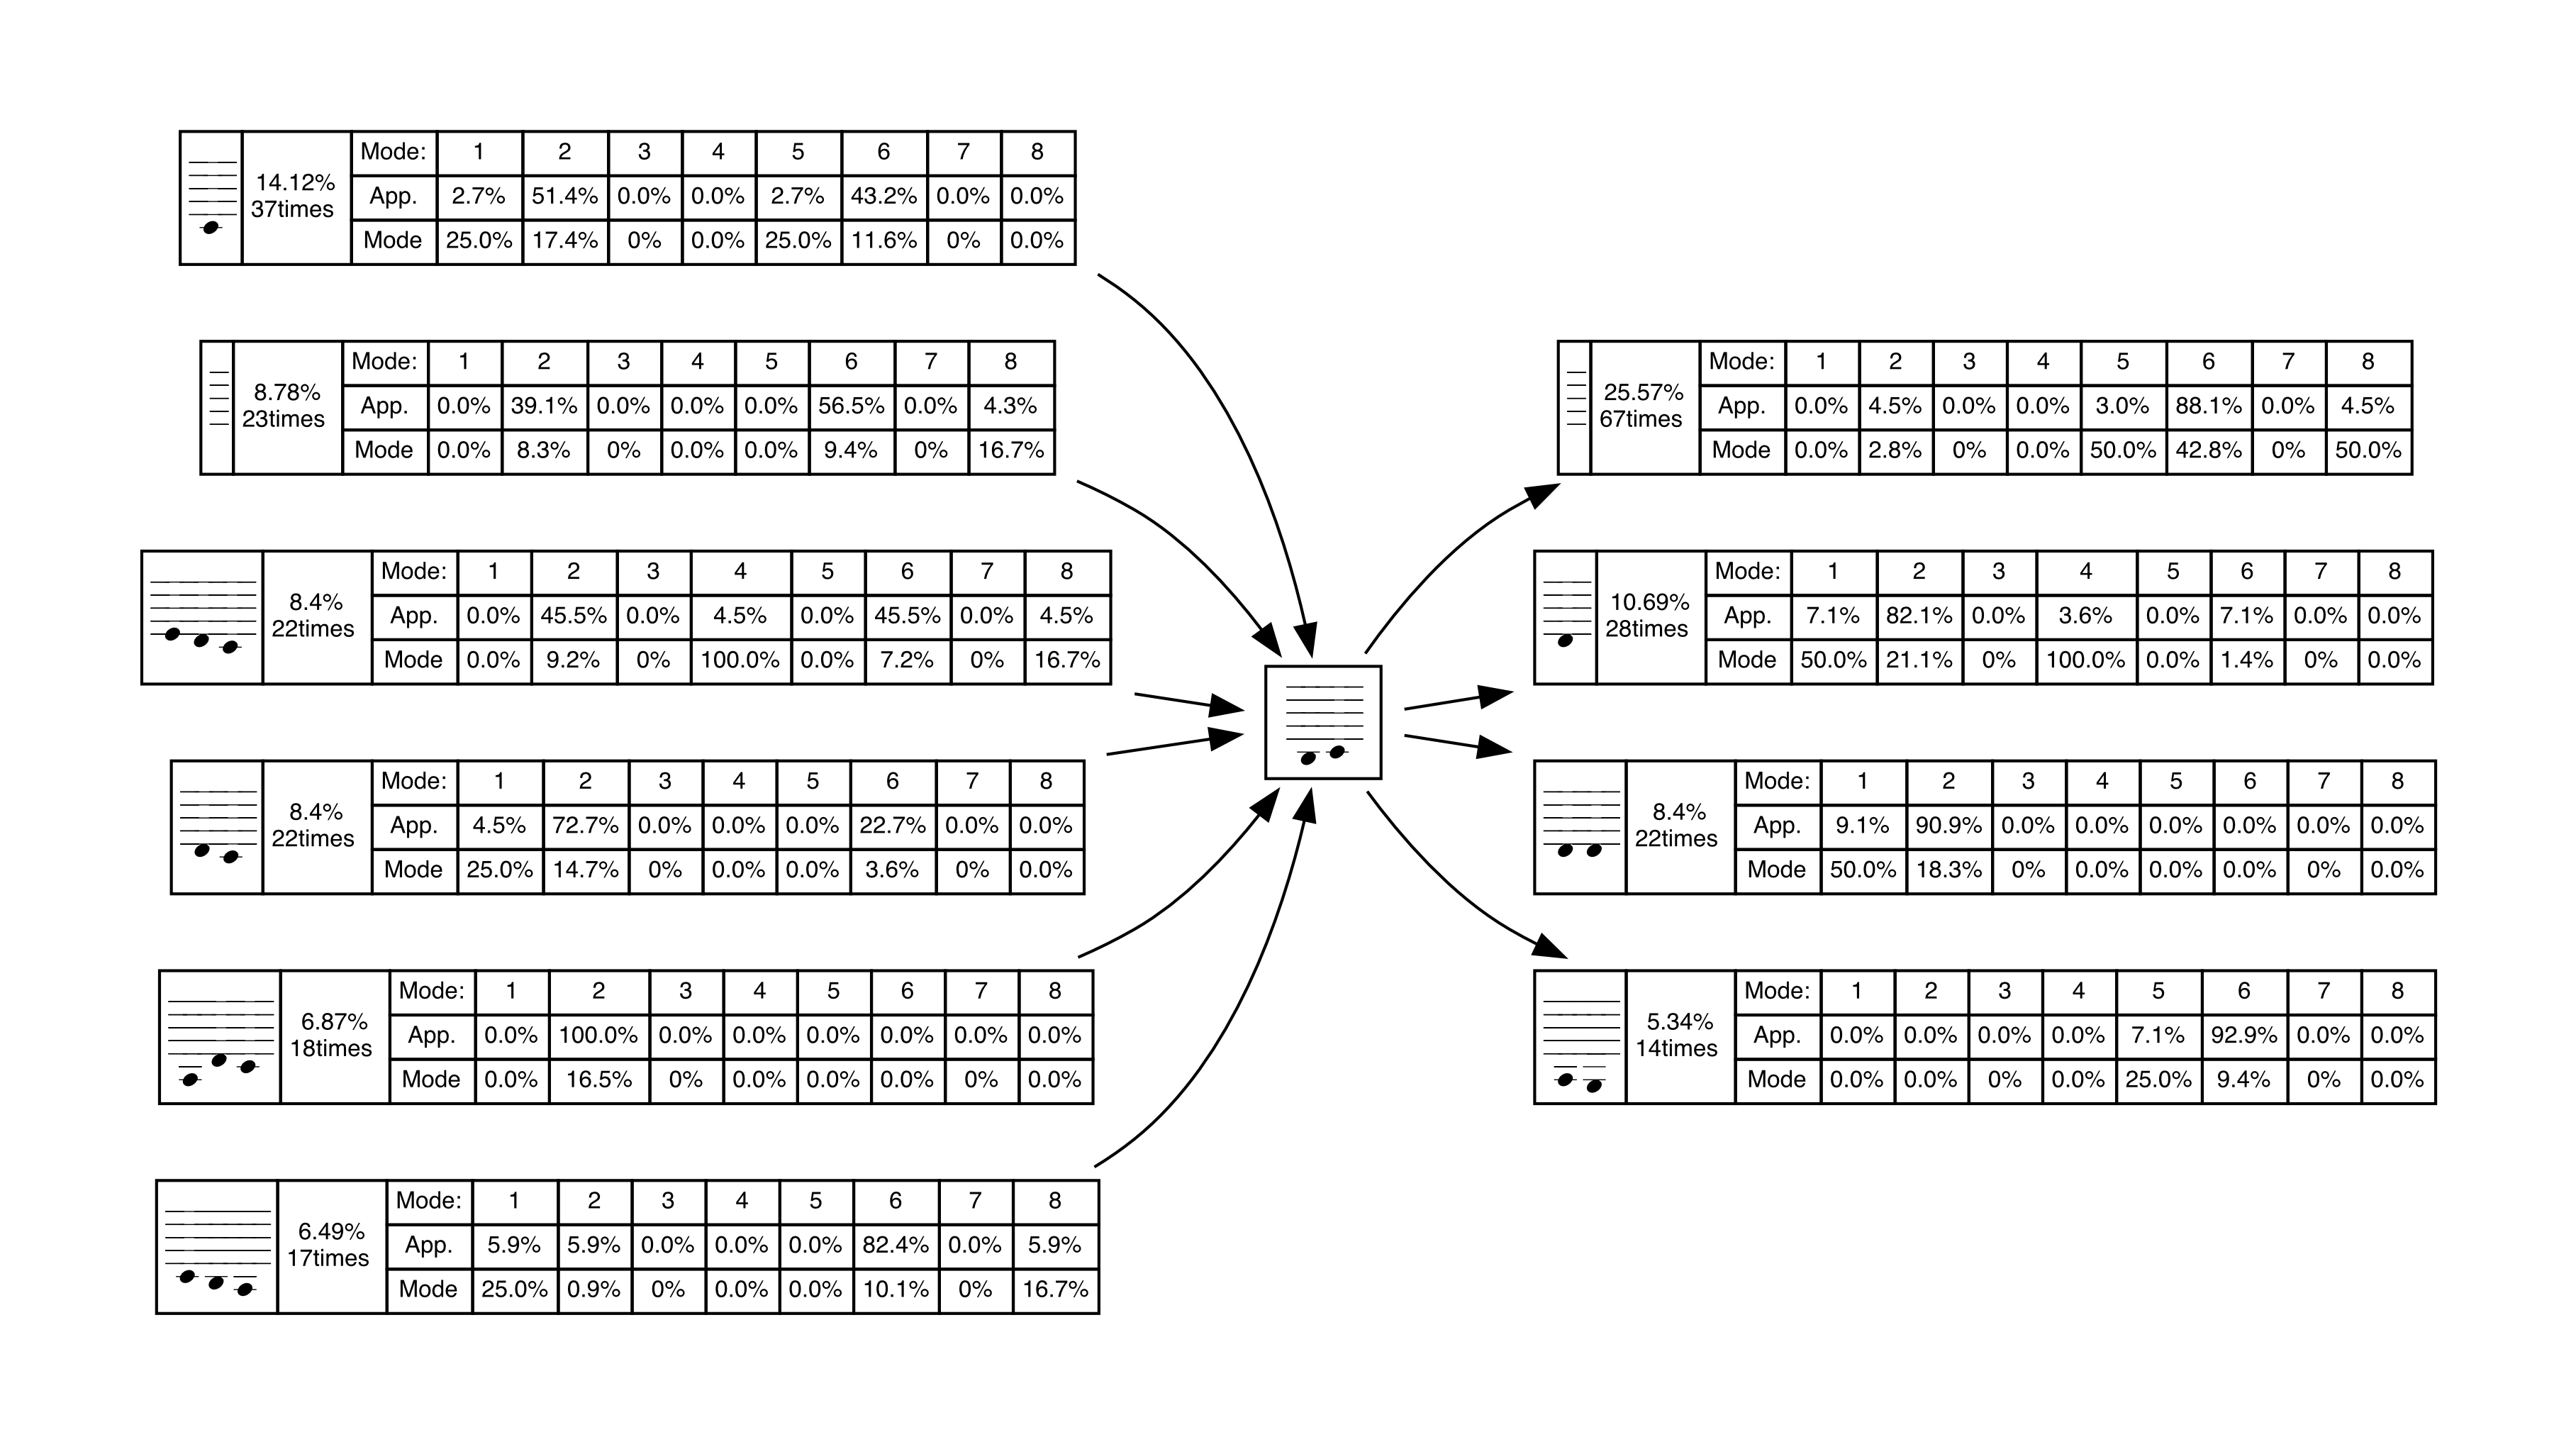 Mode: 1 2 3 4 5 6 7 8
14.12%
37times
App. 2.7% 51.4% 0.0% 0.0% 2.7% 43.2% 0.0% 0.0%
Mode 25.0% 17.4% 0% 0.0% 25.0% 11.6% 0% 0.0%
Mode: 1 2 3 4 5 6 7 8
8.78%
23times
App. 0.0% 39.1% 0.0% 0.0% 0.0% 56.5% 0.0% 4.3%
Mode 0.0% 8.3% 0% 0.0% 0.0% 9.4% 0% 16.7%
Mode: 1 2 3 4 5 6 7 8
8.4%
22times
App. 0.0% 45.5% 0.0% 4.5% 0.0% 45.5% 0.0% 4.5%
Mode 0.0% 9.2% 0% 100.0% 0.0% 7.2% 0% 16.7%
Mode: 1 2 3 4 5 6 7 8
8.4%
22times
App. 4.5% 72.7% 0.0% 0.0% 0.0% 22.7% 0.0% 0.0%
Mode 25.0% 14.7% 0% 0.0% 0.0% 3.6% 0% 0.0%
Mode: 1 2 3 4 5 6 7 8
6.87%
18times
App. 0.0% 100.0% 0.0% 0.0% 0.0% 0.0% 0.0% 0.0%
Mode 0.0% 16.5% 0% 0.0% 0.0% 0.0% 0% 0.0%
Mode: 1 2 3 4 5 6 7 8
6.49%
17times
App. 5.9% 5.9% 0.0% 0.0% 0.0% 82.4% 0.0% 5.9%
Mode 25.0% 0.9% 0% 0.0% 0.0% 10.1% 0% 16.7%
Mode: 1 2 3 4 5 6 7 8
25.57%
67times
App. 0.0% 4.5% 0.0% 0.0% 3.0% 88.1% 0.0% 4.5%
Mode 0.0% 2.8% 0% 0.0% 50.0% 42.8% 0% 50.0%
Mode: 1 2 3 4 5 6 7 8
10.69%
28times
App. 7.1% 82.1% 0.0% 3.6% 0.0% 7.1% 0.0% 0.0%
Mode 50.0% 21.1% 0% 100.0% 0.0% 1.4% 0% 0.0%
Mode: 1 2 3 4 5 6 7 8
8.4%
22times
App. 9.1% 90.9% 0.0% 0.0% 0.0% 0.0% 0.0% 0.0%
Mode 50.0% 18.3% 0% 0.0% 0.0% 0.0% 0% 0.0%
Mode: 1 2 3 4 5 6 7 8
5.34%
14times
App. 0.0% 0.0% 0.0% 0.0% 7.1% 92.9% 0.0% 0.0%
Mode 0.0% 0.0% 0% 0.0% 25.0% 9.4% 0% 0.0%